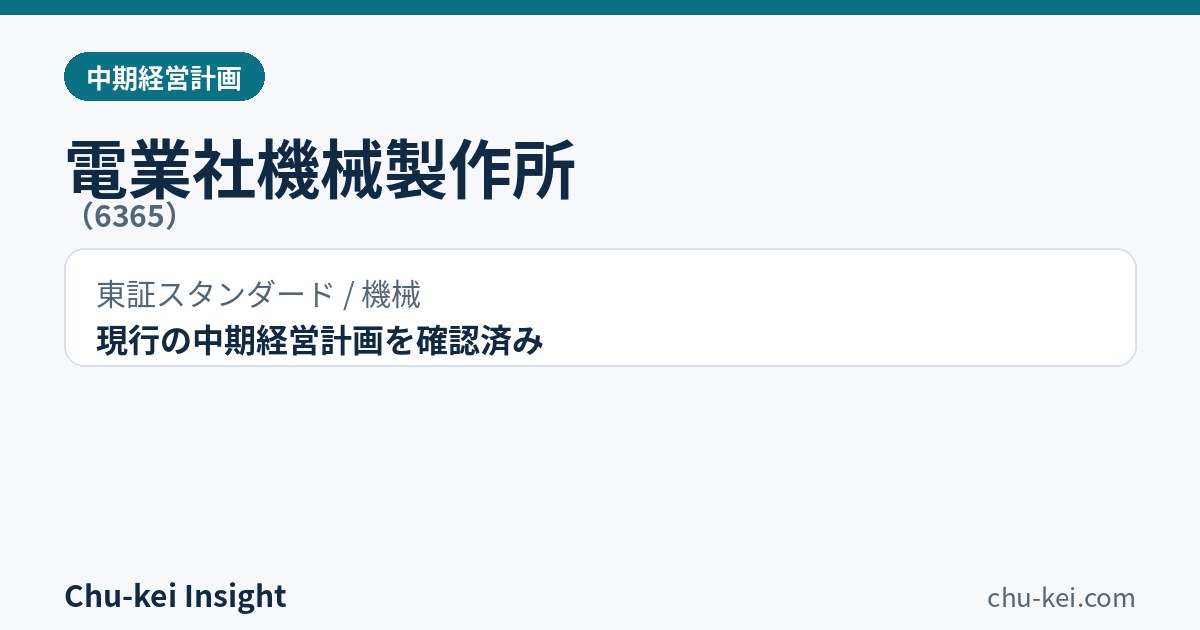 中期経営計画
電業社機械製作所
（6365）
東証スタンダード / 機械
現行の中期経営計画を確認済み
Chu-kei Insight
chu-kei.com